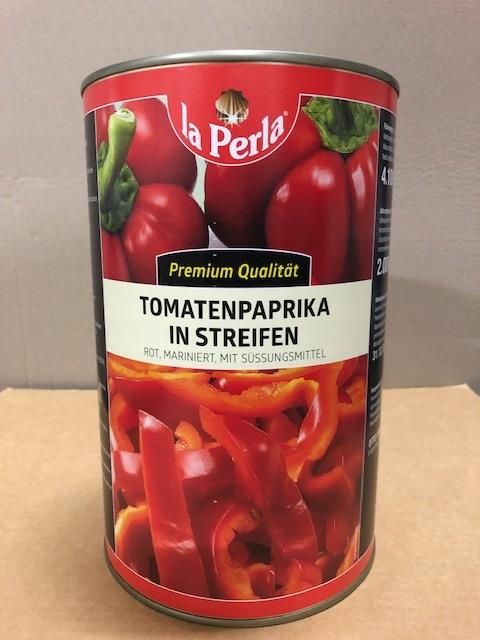 la Perla®
Premium Qualität
TOMATENPAPRIKA
IN STREIFEN
ROT, MARINIERT, MIT SÜSSUNGSMITTEL